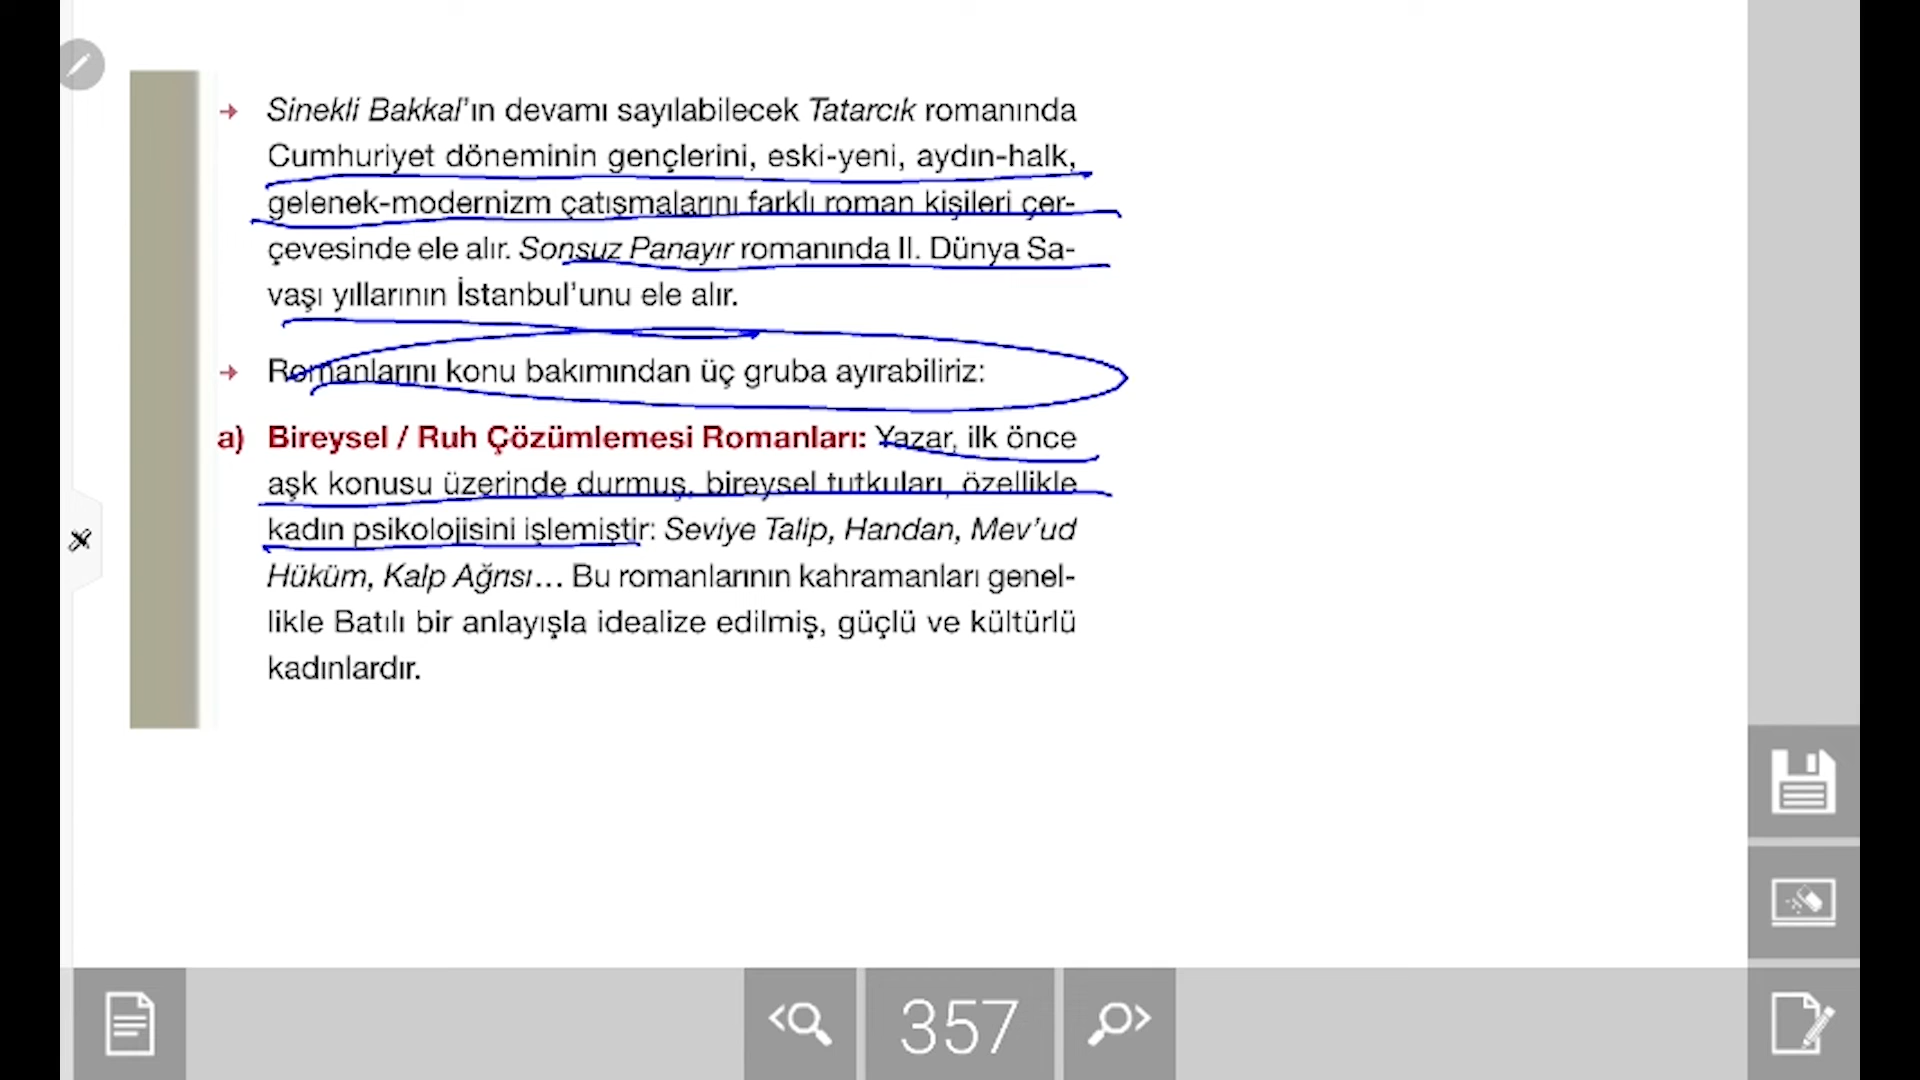 → Sinekli Bakkal’ın devamı sayılabilecek Tatarcık romanında
Cumhuriyet döneminin gençlerini, eski-yeni, aydın-halk,
gelenek-modernizm çatışmalarını farklı roman kişileri çer-
çevesinde ele alır. Sonsuz Panayır romanında II. Dünya Sa-
vaşı yıllarının İstanbul’unu ele alır.
→ Romanlarını konu bakımından üç gruba ayırabiliriz:
a) Bireysel / Ruh Çözümlemesi Romanları: Yazar, ilk önce
aşk konusu üzerinde durmuş, bireysel tutkuları, özellikle
kadın psikolojisini işlemiştir: Seviye Talip, Handan, Mev’ud
Hüküm, Kalp Ağrısı... Bu romanlarının kahramanları genel-
likle Batılı bir anlayışla idealize edilmiş, güçlü ve kültürlü
kadınlardır.
357